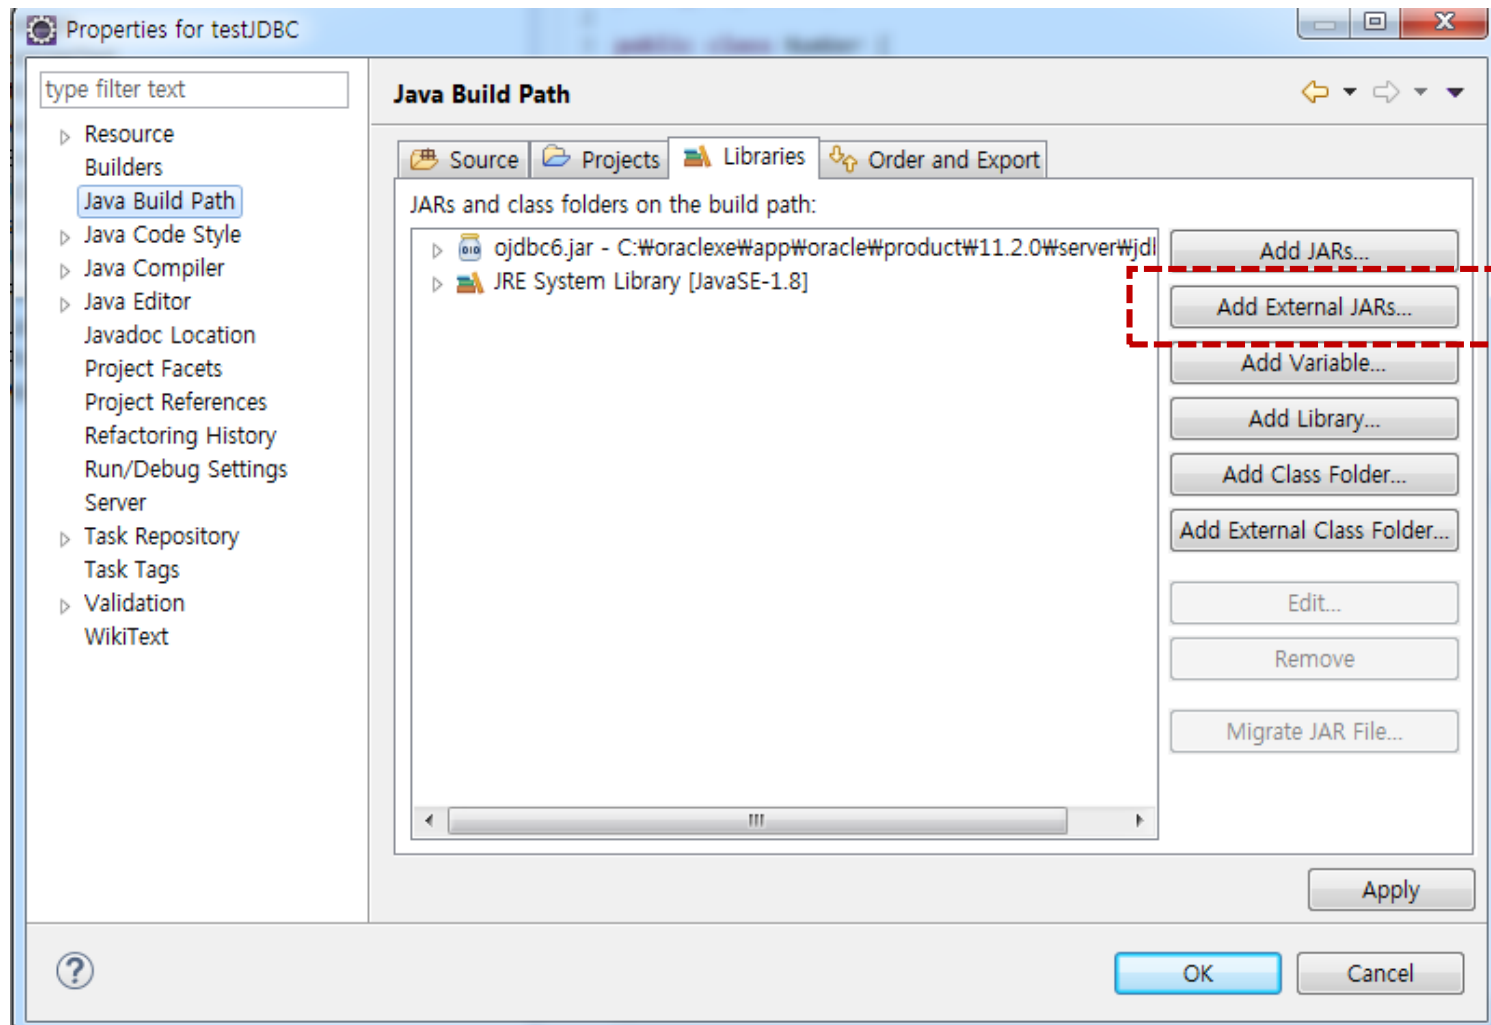 Properties for testJDBC
public class Number {
type filter text
Resource
Builders
Java Build Path
Java Code Style
Java Compiler
Java Editor
Javadoc Location
Project Facets
Project References
Refactoring History
Run/Debug Settings
Server
Task Repository
Task Tags
Validation
WikiText
Java Build Path
Source
Projects
Libraries
Order and Export
JARs and class folders on the build path:
ojdbc6.jar - C:₩oraclexe₩app₩oracle₩product₩11.2.0₩server₩jdl
JRE System Library [JavaSE-1.8]
Add JARs...
Add External JARs...
Add Variable...
Add Library...
Add Class Folder...
Add External Class Folder...
Edit...
Remove
Migrate JAR File...
Apply
OK
Cancel